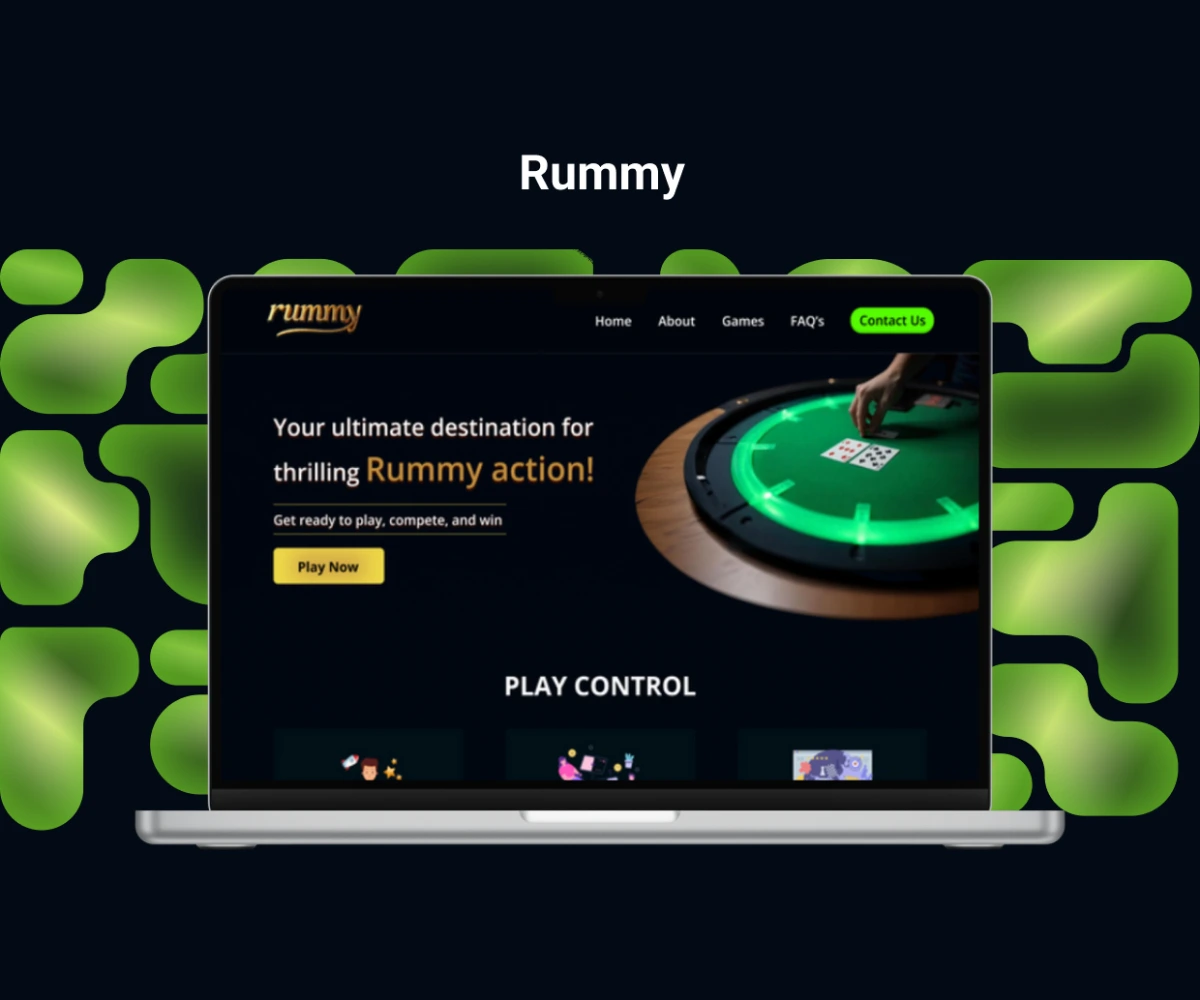 Rummy
rummy
Home About Games FAQ's Contact Us
Your ultimate destination for
thrilling Rummy action!
Get ready to play, compete, and win
Play Now
PLAY CONTROL